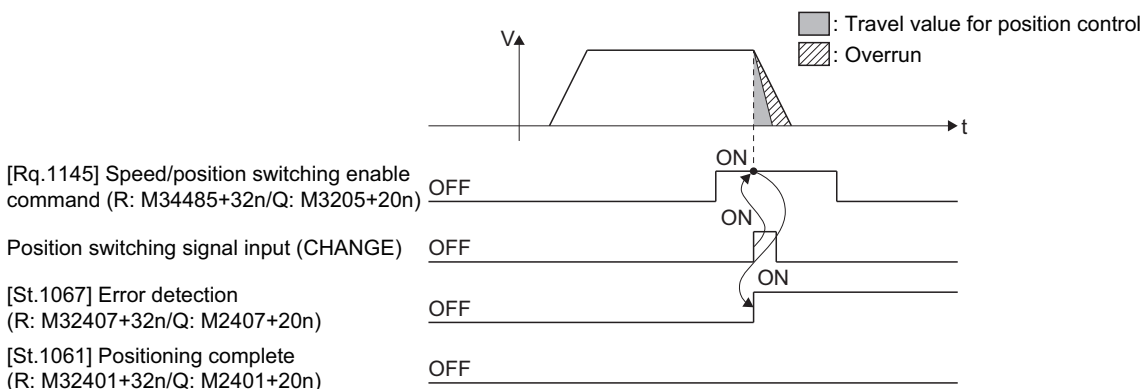 : Travel value for position control
: Overrun
V
t
[Rq.1145] Speed/position switching enable
command (R: M34485+32n/Q: M3205+20n)
OFF
ON
Position switching signal input (CHANGE)
OFF
ON
[St.1067] Error detection
(R: M32407+32n/Q: M2407+20n)
OFF
ON
[St.1061] Positioning complete
(R: M32401+32n/Q: M2401+20n)
OFF